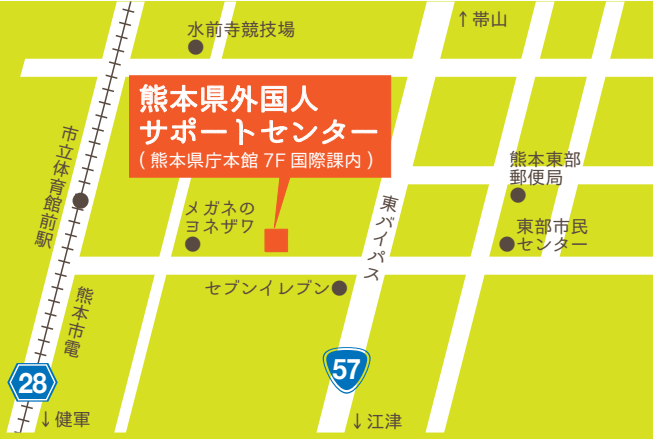 水前寺競技場
↑帯山
熊本県外国人
サポートセンター
(熊本県庁本館 7F 国際課内)
市立体育館前駅
熊本東部
郵便局
メガネの
ヨネザワ
東バイパス
東部市民
センター
セブンイレブン
熊本市電
57
28
↓健軍
↓江津